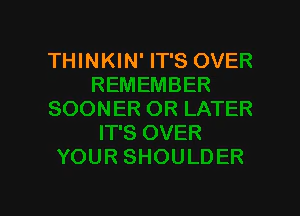 THINKIN' IT'S OVER
REMEMBER
SOONER OR LATER
IT'S OVER
YOUR SHOULDER